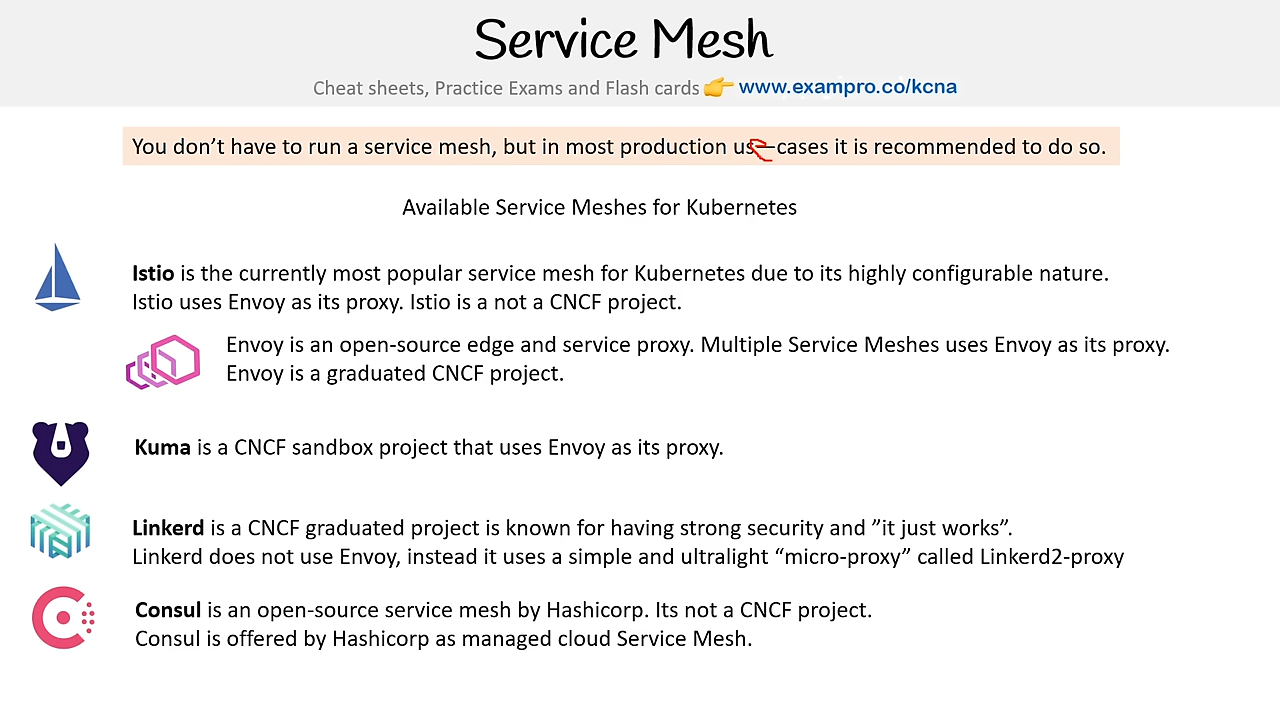 Service Mesh
Cheat sheets, Practice Exams and Flash cards 👉 www.exampro.co/kcna
You don’t have to run a service mesh, but in most production use-cases it is recommended to do so.
Available Service Meshes for Kubernetes
Istio is the currently most popular service mesh for Kubernetes due to its highly configurable nature.
Istio uses Envoy as its proxy. Istio is a not a CNCF project.
Envoy is an open-source edge and service proxy. Multiple Service Meshes uses Envoy as its proxy.
Envoy is a graduated CNCF project.
Kuma is a CNCF sandbox project that uses Envoy as its proxy.
Linkerd is a CNCF graduated project is known for having strong security and ”it just works”.
Linkerd does not use Envoy, instead it uses a simple and ultralight “micro-proxy” called Linkerd2-proxy
Consul is an open-source service mesh by Hashicorp. Its not a CNCF project.
Consul is offered by Hashicorp as managed cloud Service Mesh.